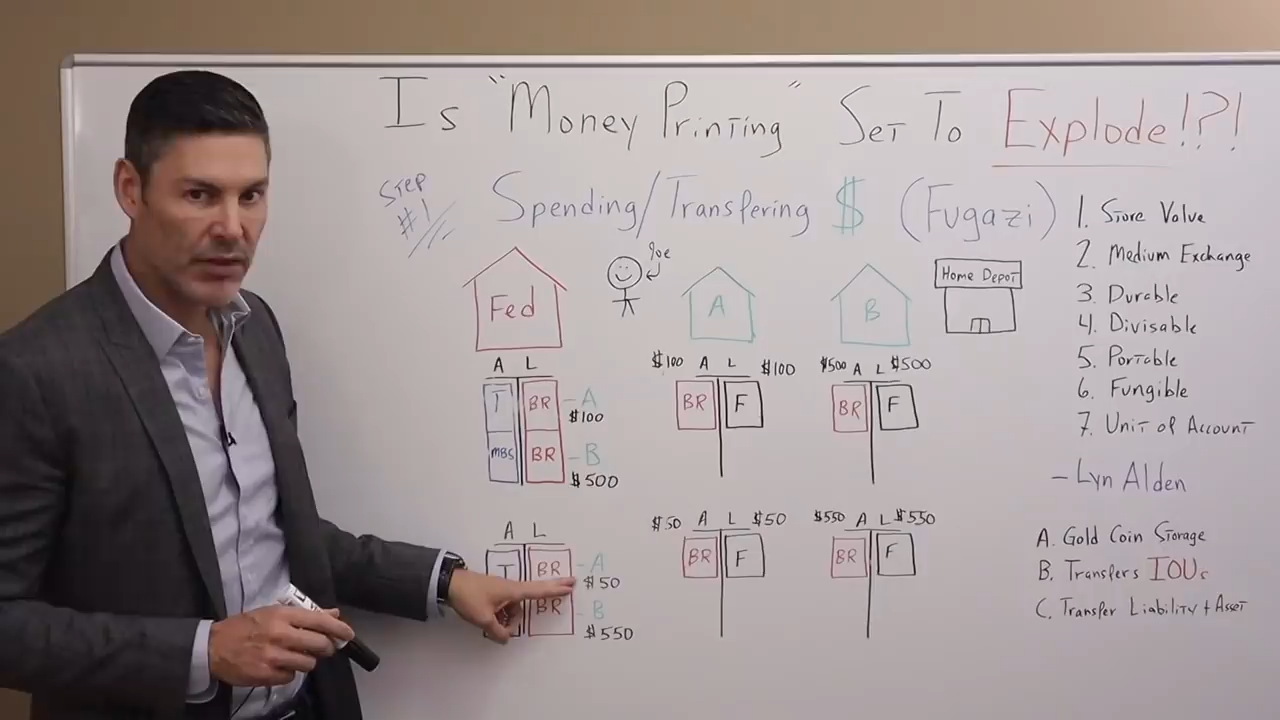 Is "Money Printing" Set To Explode!?!
Step #1
Spending/Transfering $ (Fugazi)
Fed
Joe
A
B
Home Depot
1. Store Value
2. Medium Exchange
3. Durable
4. Divisable
5. Portable
6. Fungible
7. Unit of Account
- Lyn Alden
A. Gold Coin Storage
B. Transfers IOUs
C. Transfer Liability + Asset
A L
T BR - A
$100
MBS BR - B
$500
$100 A L $100
BR F
$500 A L $500
BR F
A L
T BR - A
$50
BR - B
$550
$50 A L $50
BR F
$550 A L $550
BR F